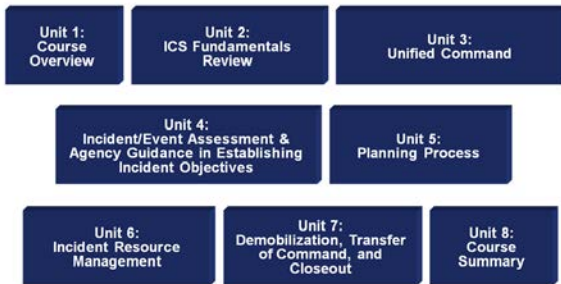 Unit 1:
Course
Overview
Unit 2:
ICS Fundamentals
Review
Unit 3:
Unified Command
Unit 4:
Incident/Event Assessment &
Agency Guidance in Establishing
Incident Objectives
Unit 5:
Planning Process
Unit 6:
Incident Resource
Management
Unit 7:
Demobilization, Transfer
of Command, and
Closeout
Unit 8:
Course
Summary